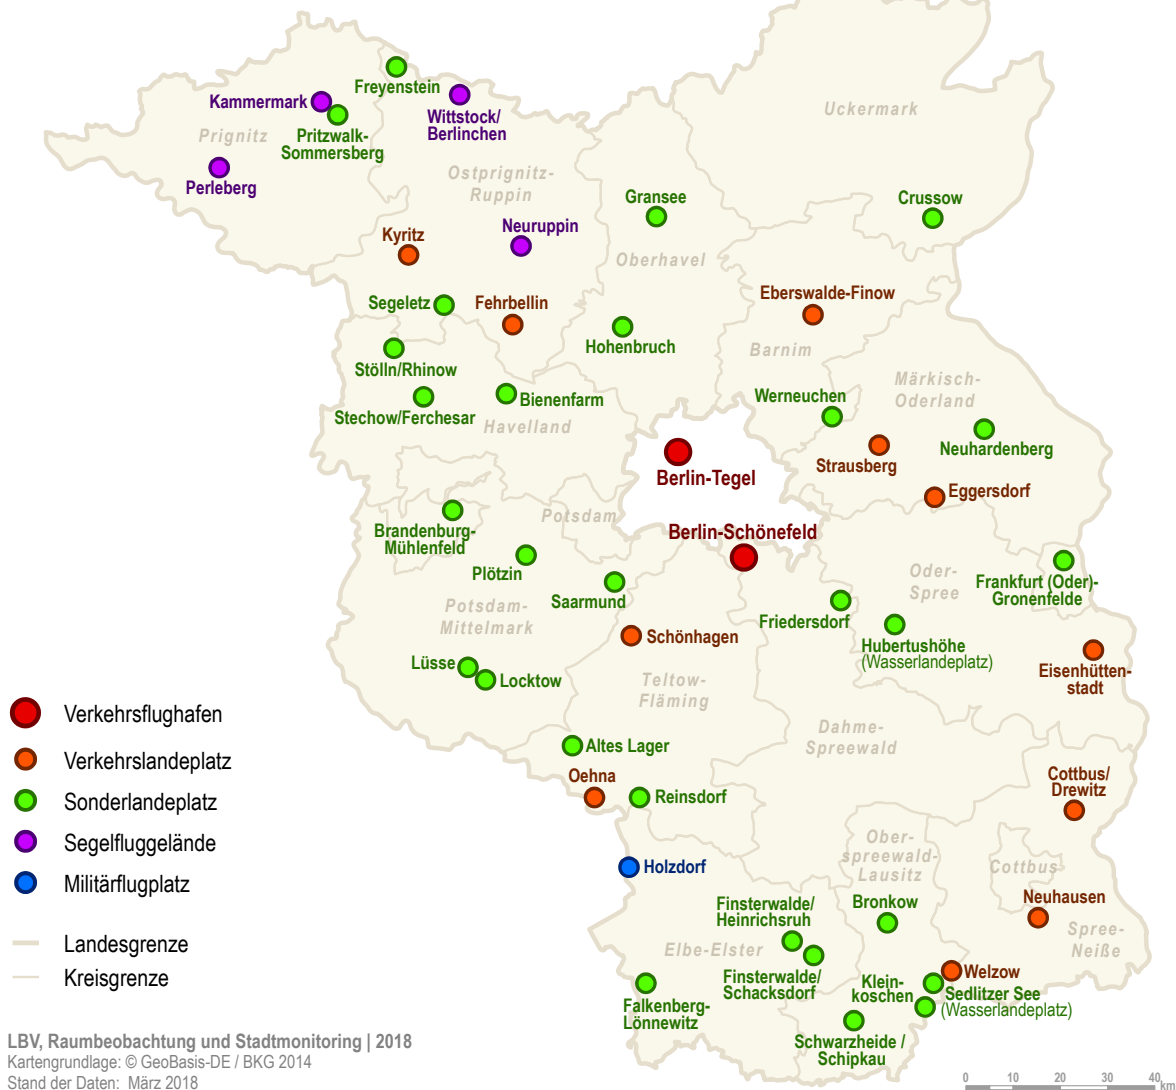 Freyenstein
Kammermark
Wittstock/
Berlinchen
Uckermark
Prignitz
Pritzwalk-
Sommersberg
Perleberg
Ostprignitz-
Ruppin
Gransee
Crussow
Kyritz
Neuruppin
Oberhavel
Segeletz
Fehrbellin
Eberswalde-Finow
Hohenbruch
Barnim
Stölln/Rhinow
Märkisch-
Oderland
Stechow/Ferchesar
Bienenfarm
Werneuchen
Havelland
Neuhardenberg
Strausberg
Berlin-Tegel
Eggersdorf
Potsdam
Brandenburg-
Mühlenfeld
Berlin-Schönefeld
Plötzin
Oder-
Spree
Frankfurt (Oder)-
Gronenfelde
Saarmund
Potsdam-
Mittelmark
Friedersdorf
Schönhagen
Hubertushöhe
(Wasserlandeplatz)
Lüsse
Locktow
Teltow-
Fläming
Eisenhütten-
stadt
Dahme-
Spreewald
Altes Lager
Oehna
Reinsdorf
Cottbus/
Drewitz
Ober-
spreewald-
Lausitz
Cottbus
Holzdorf
Neuhausen
Finsterwalde/
Heinrichsruh
Bronkow
Spree-
Neiße
Elbe-Elster
Finsterwalde/
Schacksdorf
Welzow
Klein-
koschen
Sedlitzer See
(Wasserlandeplatz)
Falkenberg-
Lönnewitz
Schwarzheide /
Schipkau
Verkehrsflughafen
Verkehrslandeplatz
Sonderlandeplatz
Segelfluggelände
Militärflugplatz
Landesgrenze
Kreisgrenze
LBV, Raumbeobachtung und Stadtmonitoring | 2018
Kartengrundlage: © GeoBasis-DE / BKG 2014
Stand der Daten: März 2018
0 10 20 30 40 km